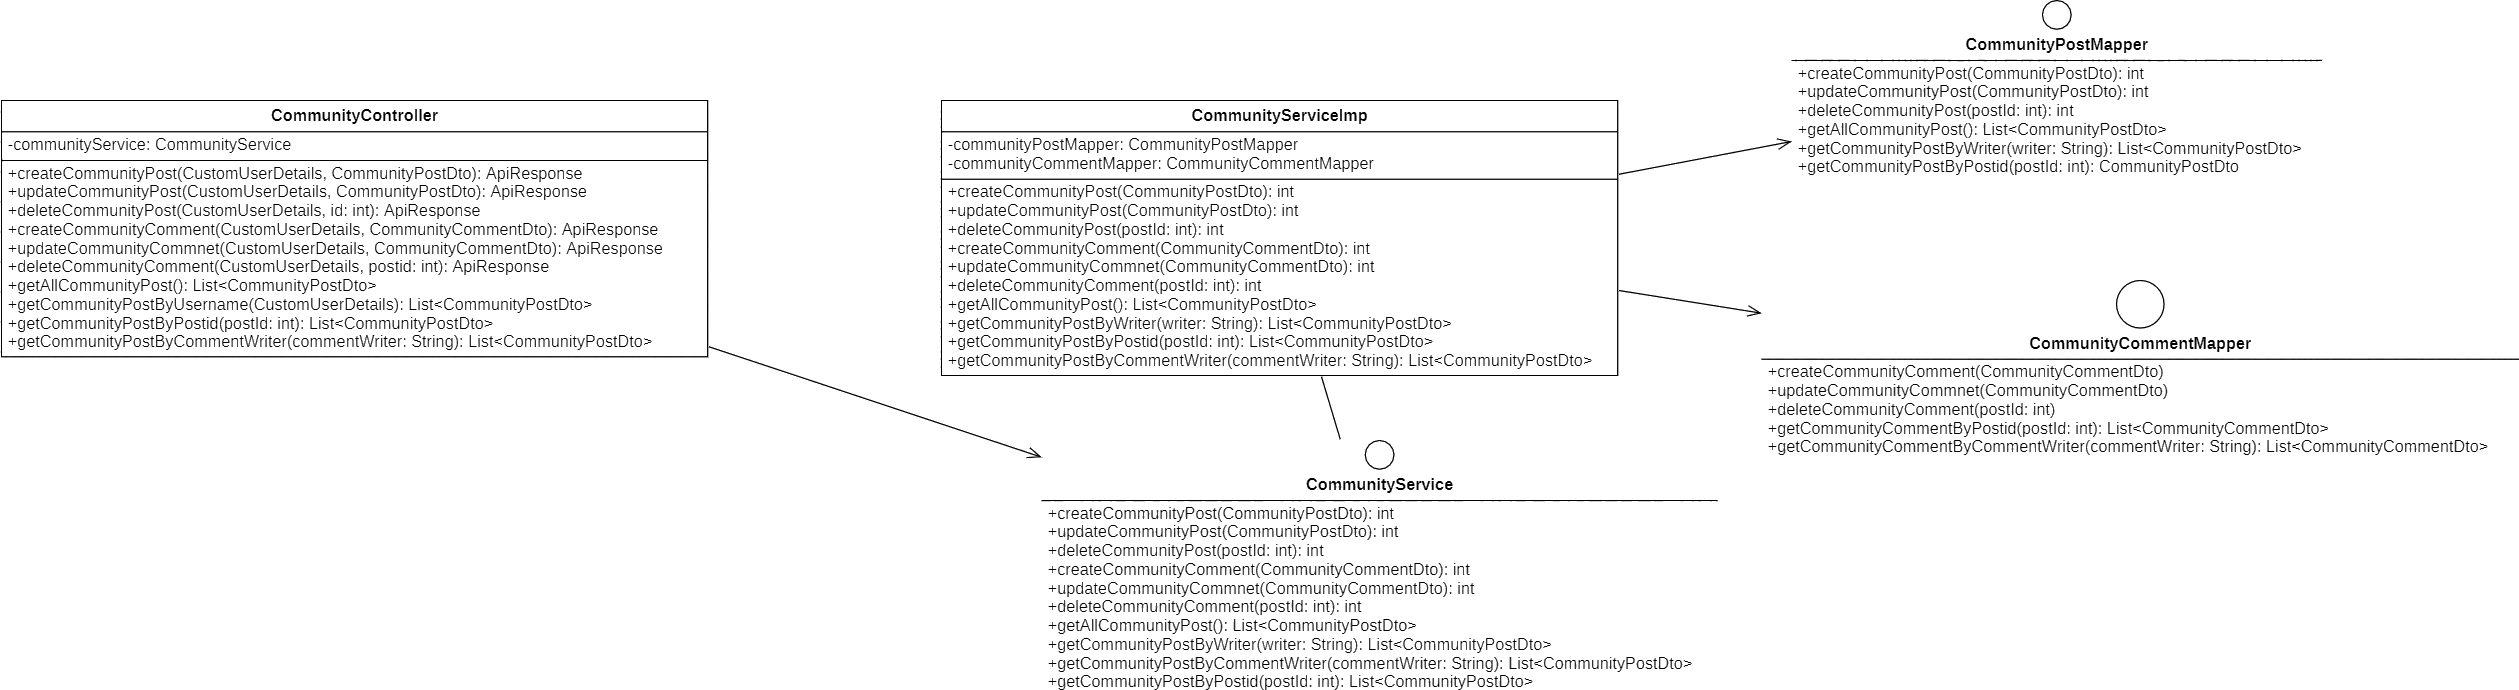 CommunityController
-communityService: CommunityService
+createCommunityPost(CustomUserDetails, CommunityPostDto): ApiResponse
+updateCommunityPost(CustomUserDetails, CommunityPostDto): ApiResponse
+deleteCommunityPost(CustomUserDetails, id: int): ApiResponse
+createCommunityComment(CustomUserDetails, CommunityCommentDto): ApiResponse
+updateCommunityCommnet(CustomUserDetails, CommunityCommentDto): ApiResponse
+deleteCommunityComment(CustomUserDetails, postid: int): ApiResponse
+getAllCommunityPost(): List<CommunityPostDto>
+getCommunityPostByUsername(CustomUserDetails): List<CommunityPostDto>
+getCommunityPostByPostid(postId: int): List<CommunityPostDto>
+getCommunityPostByCommentWriter(commentWriter: String): List<CommunityPostDto>
CommunityServiceImp
-communityPostMapper: CommunityPostMapper
-communityCommentMapper: CommunityCommentMapper
+createCommunityPost(CommunityPostDto): int
+updateCommunityPost(CommunityPostDto): int
+deleteCommunityPost(postId: int): int
+createCommunityComment(CommunityCommentDto): int
+updateCommunityCommnet(CommunityCommentDto): int
+deleteCommunityComment(postId: int): int
+getAllCommunityPost(): List<CommunityPostDto>
+getCommunityPostByWriter(writer: String): List<CommunityPostDto>
+getCommunityPostByPostid(postId: int): List<CommunityPostDto>
+getCommunityPostByCommentWriter(commentWriter: String): List<CommunityPostDto>
CommunityPostMapper
+createCommunityPost(CommunityPostDto): int
+updateCommunityPost(CommunityPostDto): int
+deleteCommunityPost(postId: int): int
+getAllCommunityPost(): List<CommunityPostDto>
+getCommunityPostByWriter(writer: String): List<CommunityPostDto>
+getCommunityPostByPostid(postId: int): CommunityPostDto
CommunityCommentMapper
+createCommunityComment(CommunityCommentDto)
+updateCommunityCommnet(CommunityCommentDto)
+deleteCommunityComment(postId: int)
+getCommunityCommentByPostid(postId: int): List<CommunityCommentDto>
+getCommunityCommentByCommentWriter(commentWriter: String): List<CommunityCommentDto>
CommunityService
+createCommunityPost(CommunityPostDto): int
+updateCommunityPost(CommunityPostDto): int
+deleteCommunityPost(postId: int): int
+createCommunityComment(CommunityCommentDto): int
+updateCommunityCommnet(CommunityCommentDto): int
+deleteCommunityComment(postId: int): int
+getAllCommunityPost(): List<CommunityPostDto>
+getCommunityPostByWriter(writer: String): List<CommunityPostDto>
+getCommunityPostByCommentWriter(commentWriter: String): List<CommunityPostDto>
+getCommunityPostByPostid(postId: int): List<CommunityPostDto>